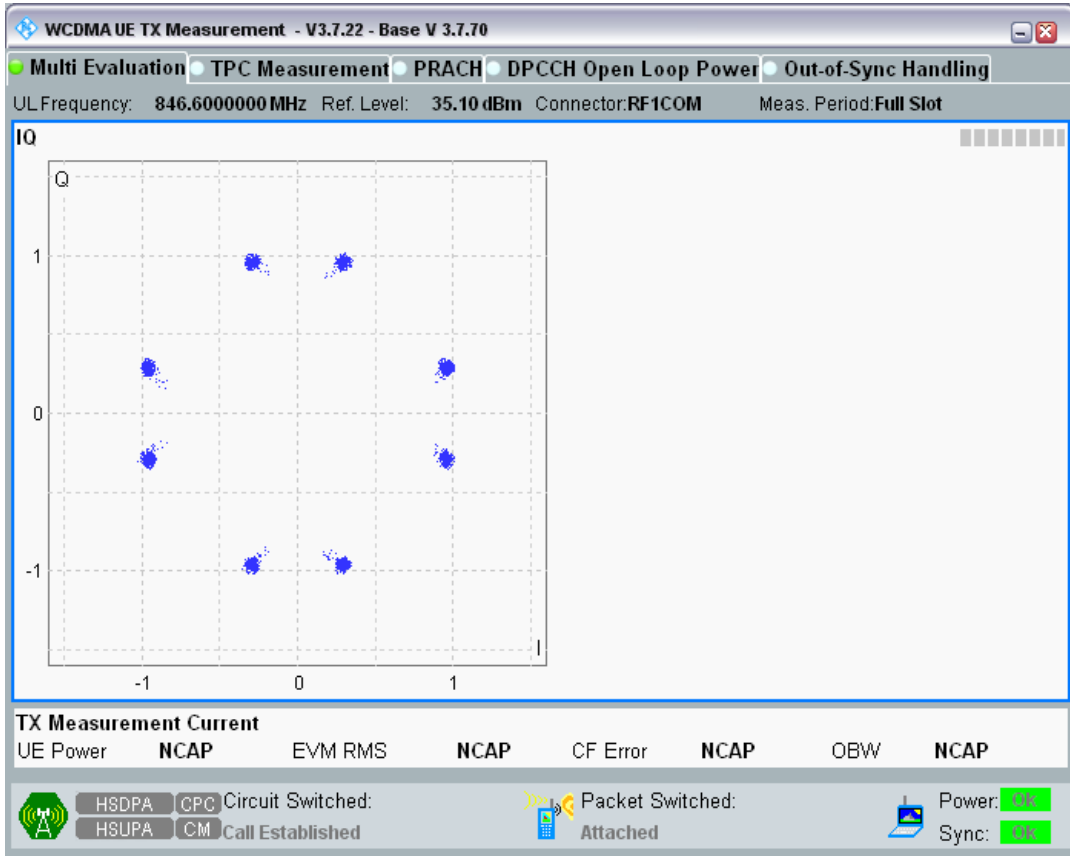 WCDMA UE TX Measurement - V3.7.22 - Base V 3.7.70
Multi Evaluation TPC Measurement PRACH DPCCH Open Loop Power Out-of-Sync Handling
UL Frequency: 846.6000000 MHz Ref. Level: 35.10 dBm Connector:RF1COM Meas. Period:Full Slot
IQ
Q
1
0
-1
I
-1 0 1
TX Measurement Current
UE Power NCAP EVM RMS NCAP CF Error NCAP OBW NCAP
HSDPA CPC Circuit Switched: Packet Switched: Power: Ok
HSUPA CM Call Established Attached Sync: Ok